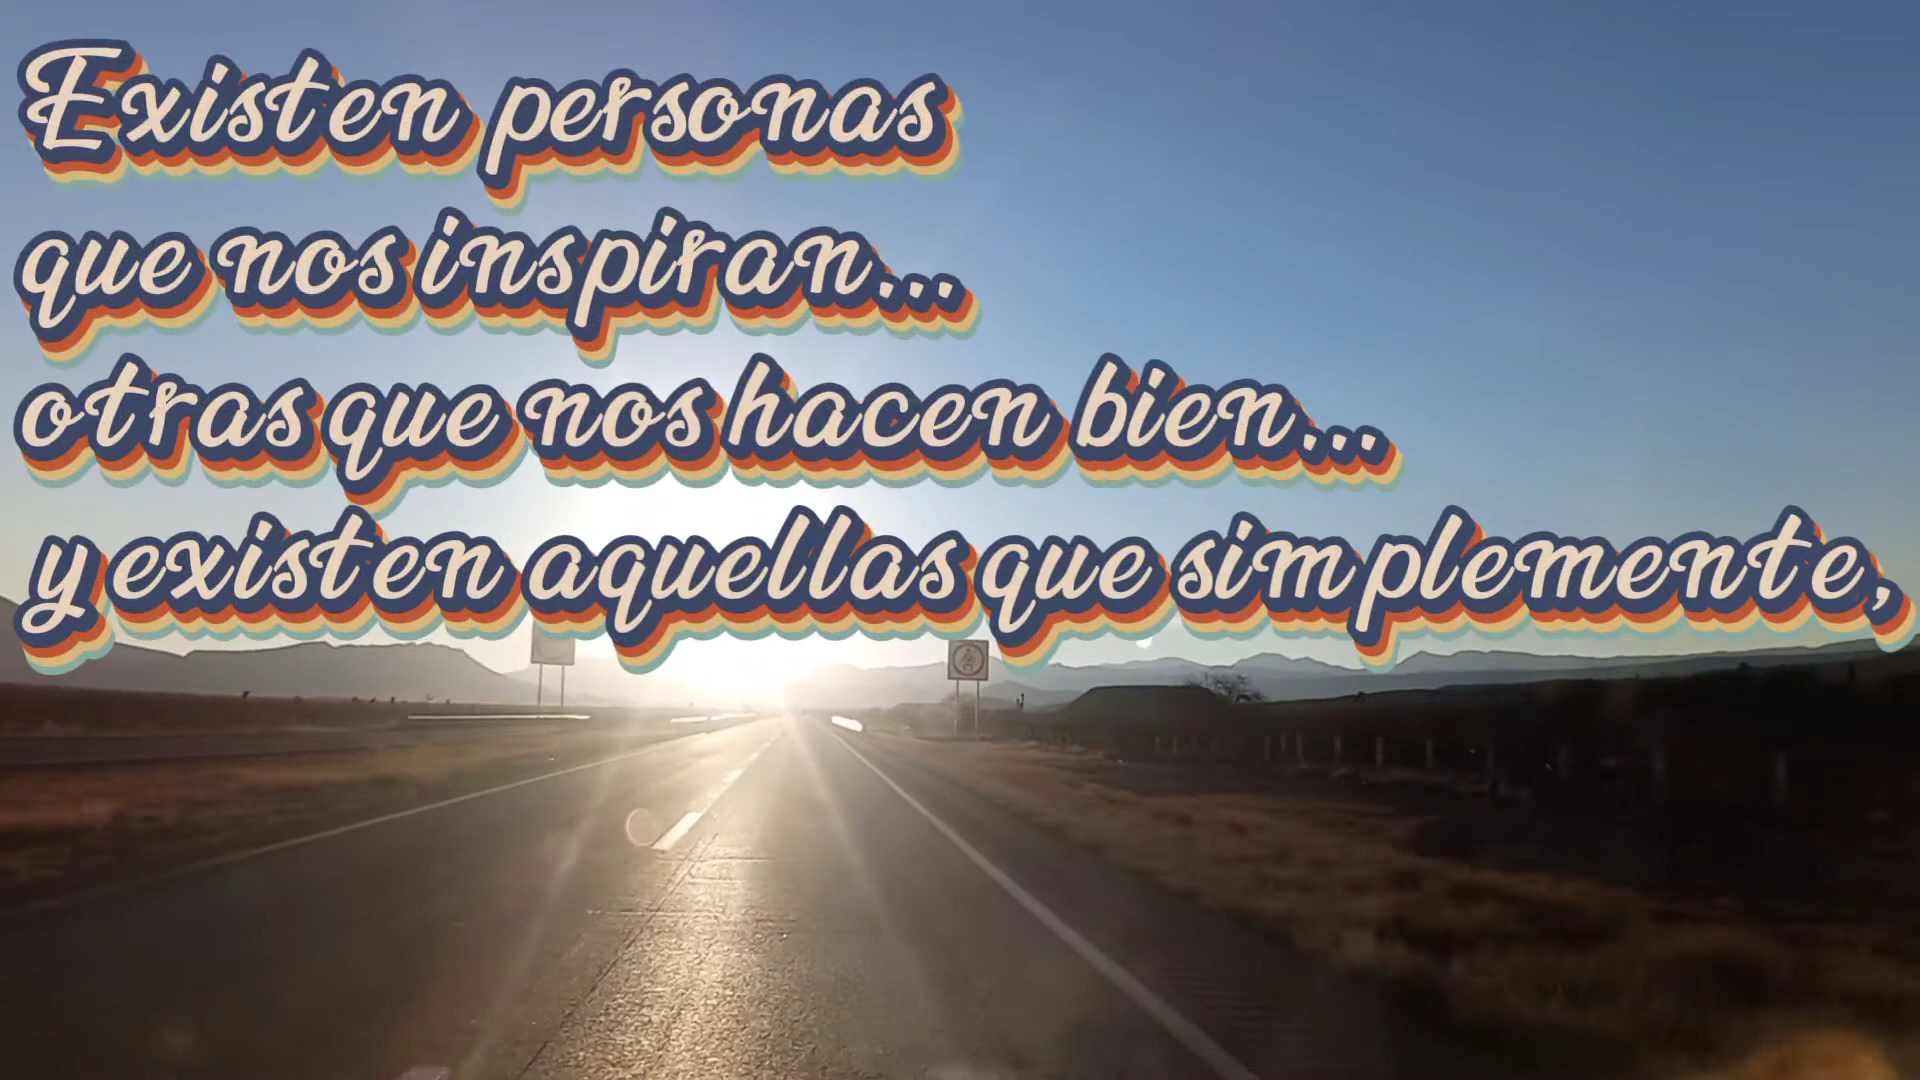 Existen personas
que nos inspiran...
otras que nos hacen bien...
y existen aquellas que simplemente,